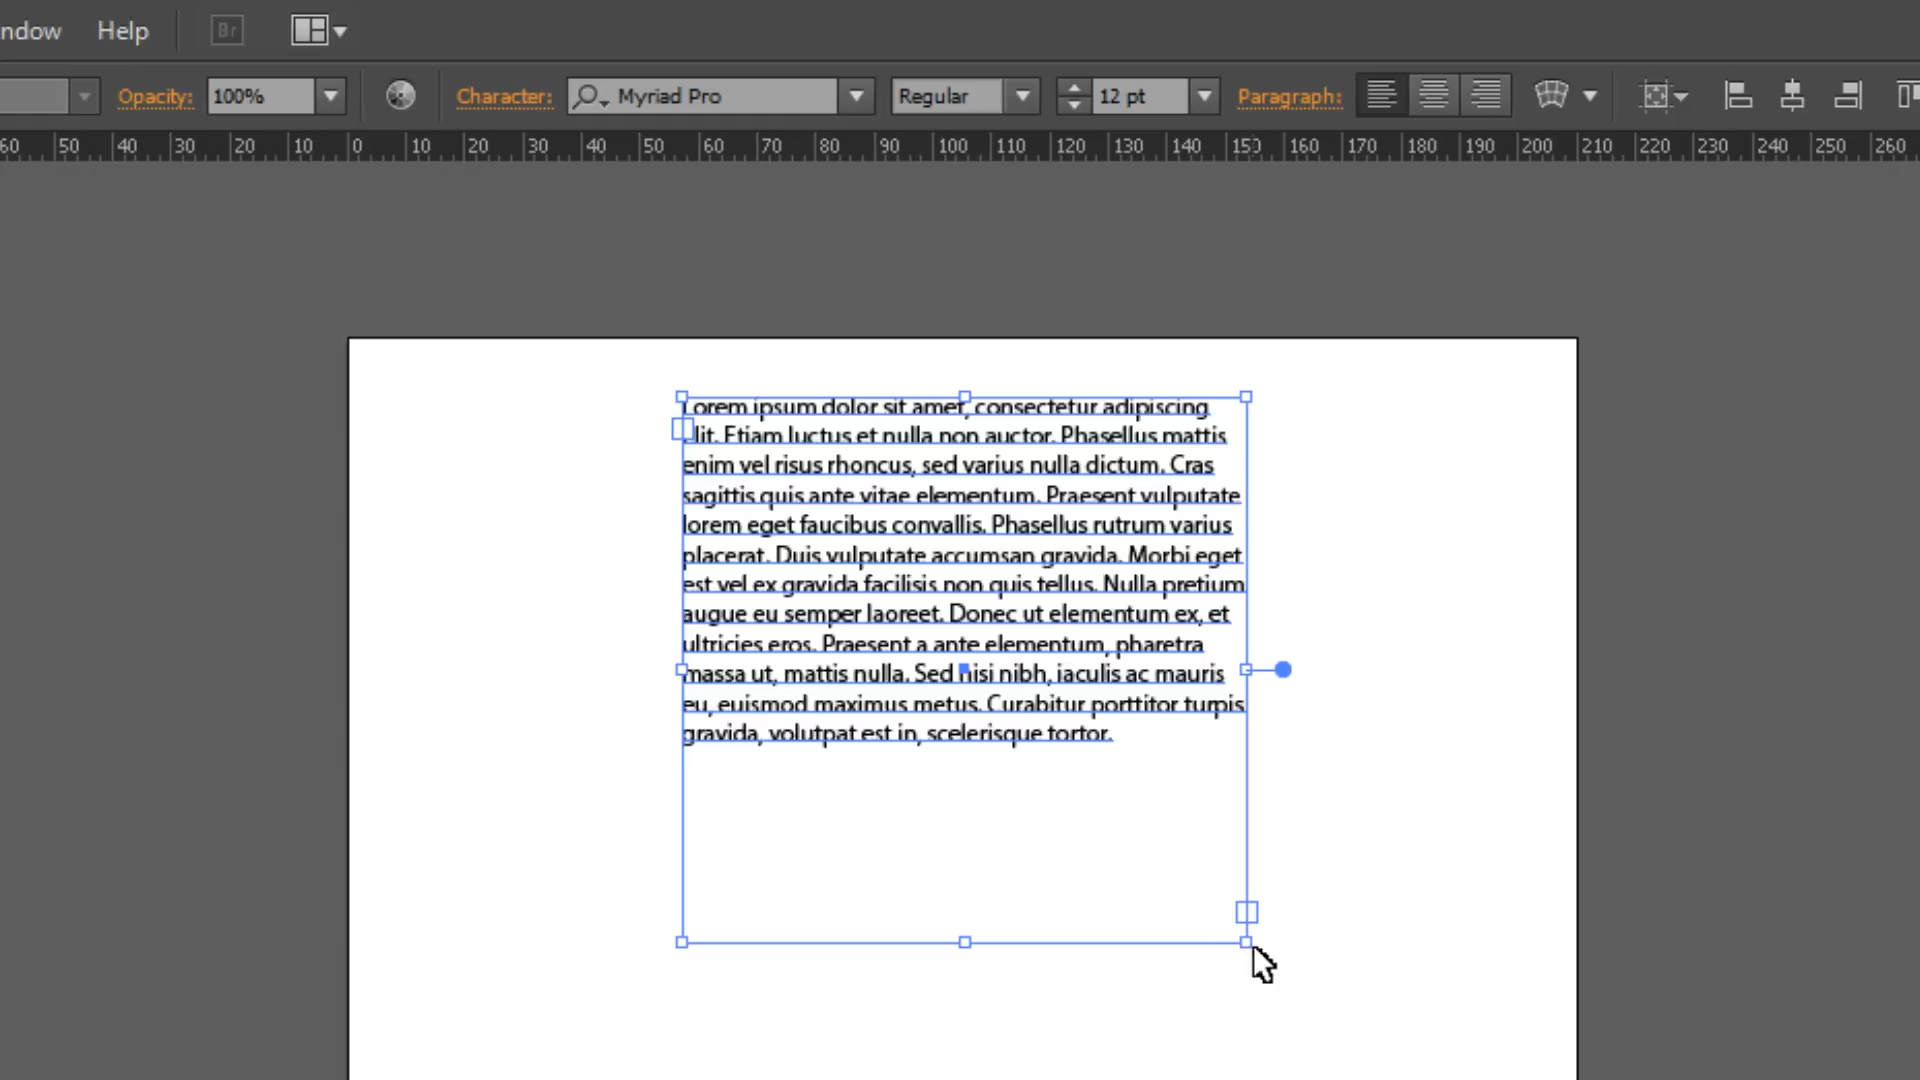 ndow Help Br
Opacity: 100% Character: Myriad Pro Regular 12 pt Paragraph:
60 50 40 30 20 10 0 10 20 30 40 50 60 70 80 90 100 110 120 130 140 150 160 170 180 190 200 210 220 230 240 250 260
Lorem ipsum dolor sit amet, consectetur adipiscing
elit. Etiam luctus et nulla non auctor. Phasellus mattis
enim vel risus rhoncus, sed varius nulla dictum. Cras
sagittis quis ante vitae elementum. Praesent vulputate
lorem eget faucibus convallis. Phasellus rutrum varius
placerat. Duis vulputate accumsan gravida. Morbi eget
est vel ex gravida facilisis non quis tellus. Nulla pretium
augue eu semper laoreet. Donec ut elementum ex, et
ultricies eros. Praesent a ante elementum, pharetra
massa ut, mattis nulla. Sed nisi nibh, iaculis ac mauris
eu, euismod maximus metus. Curabitur porttitor turpis
gravida, volutpat est in, scelerisque tortor.